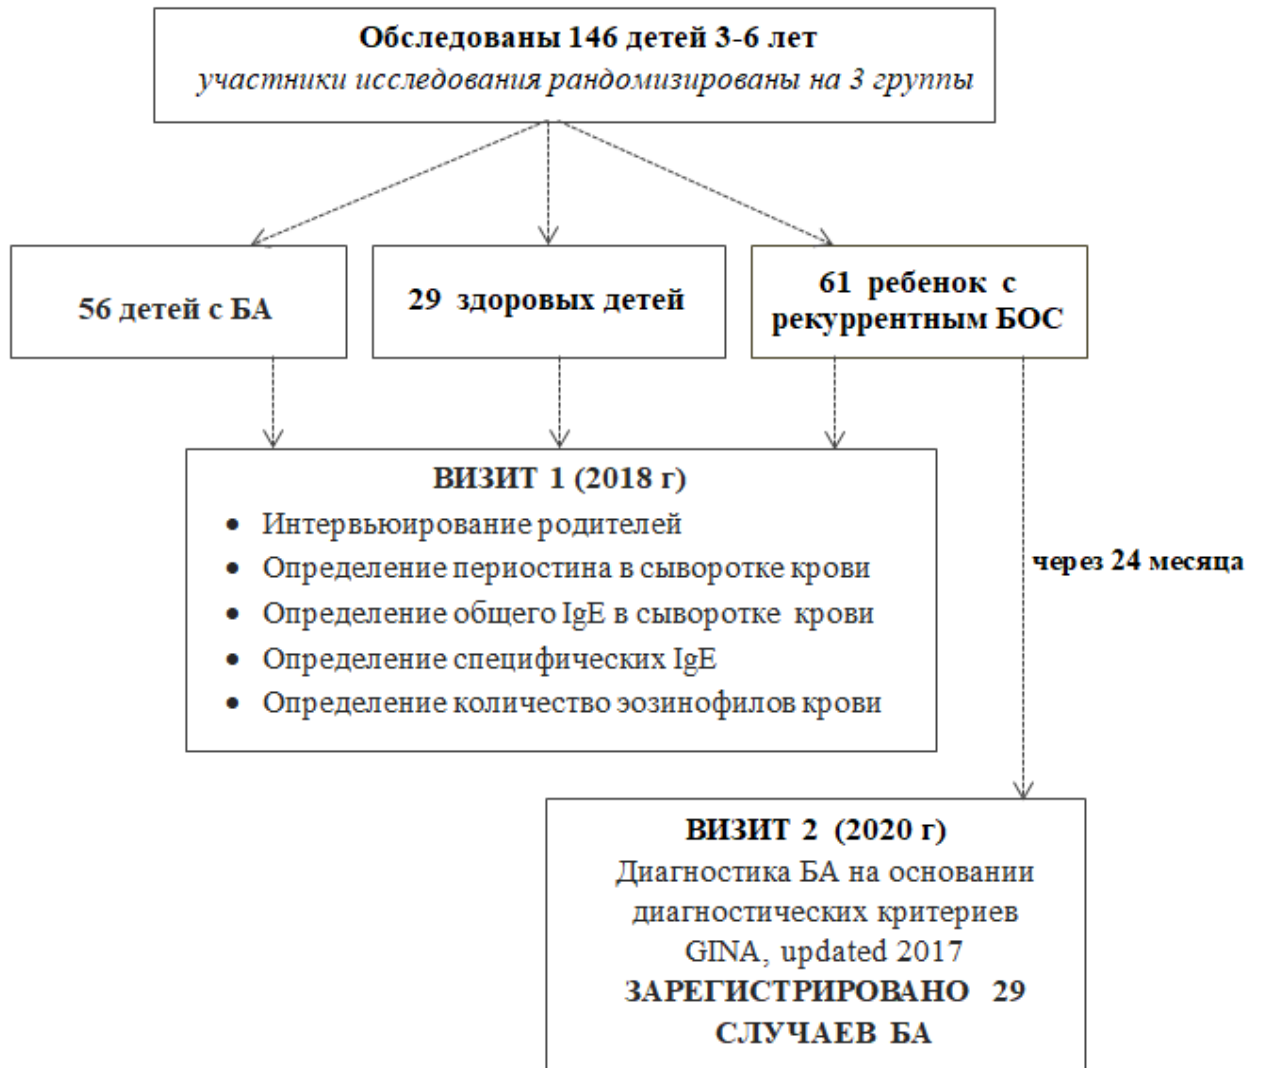 Обследованы 146 детей 3-6 лет
участники исследования рандомизированы на 3 группы
56 детей с БА
29 здоровых детей
61 ребенок с
рекуррентным БОС
ВИЗИТ 1 (2018 г)
• Интервьюирование родителей
• Определение периостина в сыворотке крови
• Определение общего IgE в сыворотке крови
• Определение специфических IgE
• Определение количество эозинофилов крови
через 24 месяца
ВИЗИТ 2 (2020 г)
Диагностика БА на основании
диагностических критериев
GINA, updated 2017
ЗАРЕГИСТРИРОВАНО 29
СЛУЧАЕВ БА